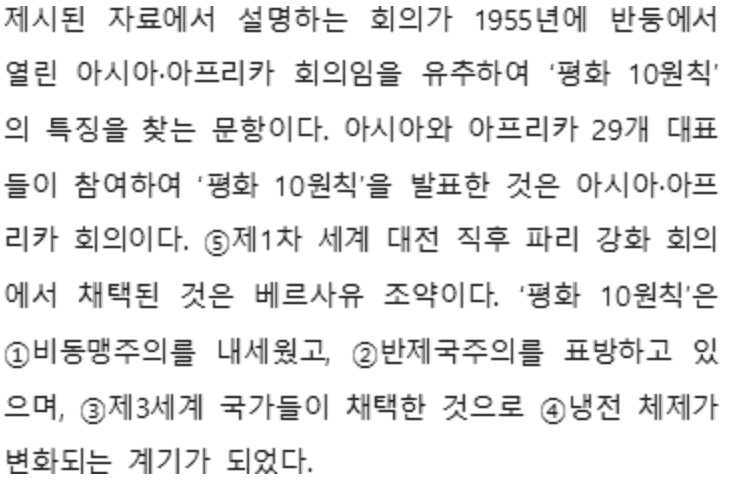 제시된 자료에서 설명하는 회의가 1955년에 반둥에서
열린 아시아·아프리카 회의임을 유추하여 ‘평화 10원칙’
의 특징을 찾는 문항이다. 아시아와 아프리카 29개 대표
들이 참여하여 ‘평화 10원칙’을 발표한 것은 아시아·아프
리카 회의이다. ⑤제1차 세계 대전 직후 파리 강화 회의
에서 채택된 것은 베르사유 조약이다. ‘평화 10원칙’은
①비동맹주의를 내세웠고, ②반제국주의를 표방하고 있
으며, ③제3세계 국가들이 채택한 것으로 ④냉전 체제가
변화되는 계기가 되었다.